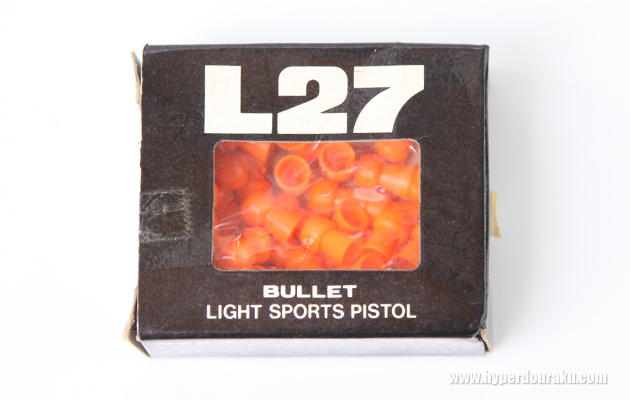 L27
BULLET
LIGHT SPORTS PISTOL
www.hyperdouraku.com